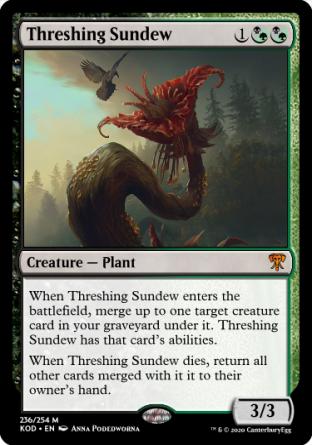 Threshing Sundew 1
Creature — Plant
When Threshing Sundew enters the
battlefield, merge up to one target creature
card in your graveyard under it. Threshing
Sundew has that card's abilities.
When Threshing Sundew dies, return all
other cards merged with it it to their
owner's hand.
3/3
236/254 M
KOD • EN Anna Podedworna
™ & © 2020 CanterburyEgg